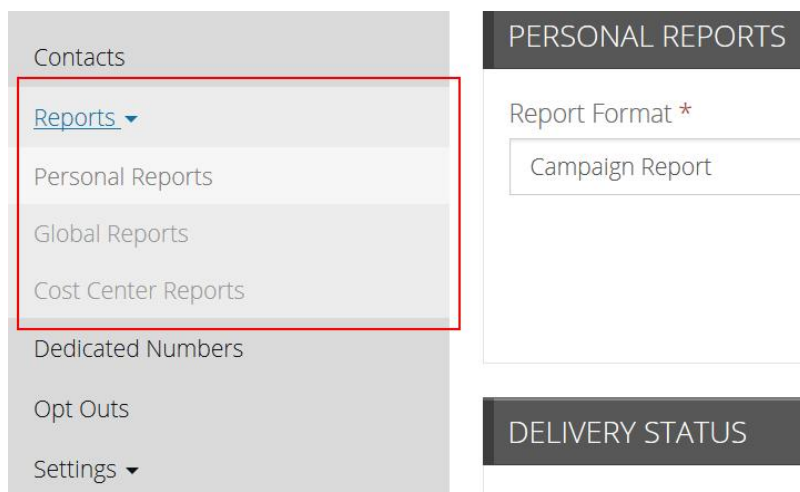 Contacts
Reports
Personal Reports
Global Reports
Cost Center Reports
Dedicated Numbers
Opt Outs
Settings
PERSONAL REPORTS
Report Format *
Campaign Report
DELIVERY STATUS